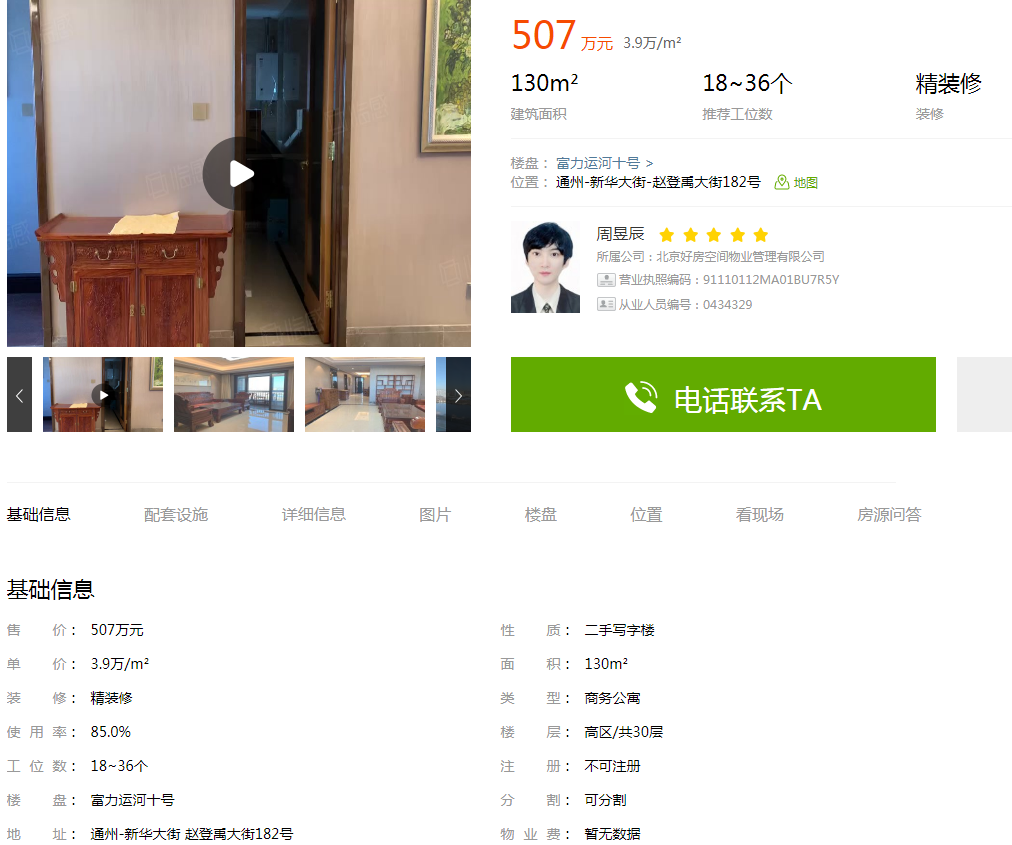 507 万元 3.9万/m²
130m² 18~36个 精装修
建筑面积 推荐工位数 装修
楼盘： 富力运河十号 >
位置： 通州-新华大街-赵登禹大街182号 地图
周昱辰
所属公司：北京好房空间物业管理有限公司
营业执照编码：91110112MA01BU7R5Y
从业人员编号：0434329
电话联系TA
基础信息 配套设施 详细信息 图片 楼盘 位置 看现场 房源问答
基础信息
售 价： 507万元 性 质： 二手写字楼
单 价： 3.9万/m² 面 积： 130m²
装 修： 精装修 类 型： 商务公寓
使 用 率： 85.0% 楼 层： 高区/共30层
工 位 数： 18~36个 注 册： 不可注册
楼 盘： 富力运河十号 分 割： 可分割
地 址： 通州-新华大街 赵登禹大街182号 物 业 费： 暂无数据